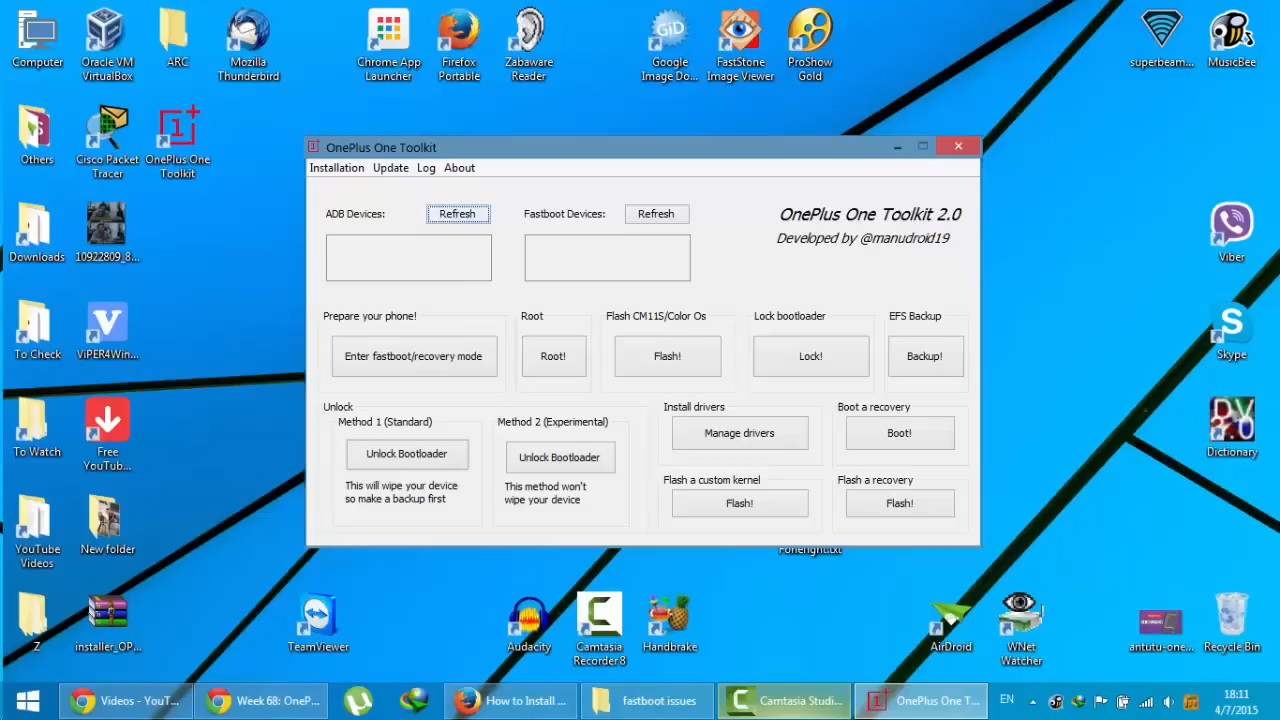 Computer
Oracle VM
VirtualBox
ARC
Mozilla
Thunderbird
Chrome App
Launcher
Firefox
Portable
Zabaware
Reader
GiD
Google
Image Do...
FastStone
Image Viewer
ProShow
Gold
superbeam...
MusicBee
Others
Cisco Packet
Tracer
OnePlus One
Toolkit
OnePlus One Toolkit
Installation Update Log About
ADB Devices:
Refresh
Fastboot Devices:
Refresh
OnePlus One Toolkit 2.0
Developed by @manudroid19
Downloads
10922809_8...
Viber
Prepare your phone!
Enter fastboot/recovery mode
Root
Root!
Flash CM11S/Color Os
Flash!
Lock bootloader
Lock!
EFS Backup
Backup!
To Check
ViPER4Win...
Skype
Unlock
Method 1 (Standard)
Unlock Bootloader
This will wipe your device
so make a backup first
Method 2 (Experimental)
Unlock Bootloader
This method won't
wipe your device
Install drivers
Manage drivers
Boot a recovery
Boot!
Flash a custom kernel
Flash!
Flash a recovery
Flash!
To Watch
Free
YouTub...
Dictionary
YouTube
Videos
New folder
Z
installer_OP...
TeamViewer
Audacity
Camtasia
Recorder8
Handbrake
AirDroid
WNet
Watcher
antutu-one...
Recycle Bin
Videos - YouT...
Week 68: OneP...
How to Install ...
fastboot issues
Camtasia Studi...
OnePlus One T...
EN
18:11
4/7/2015